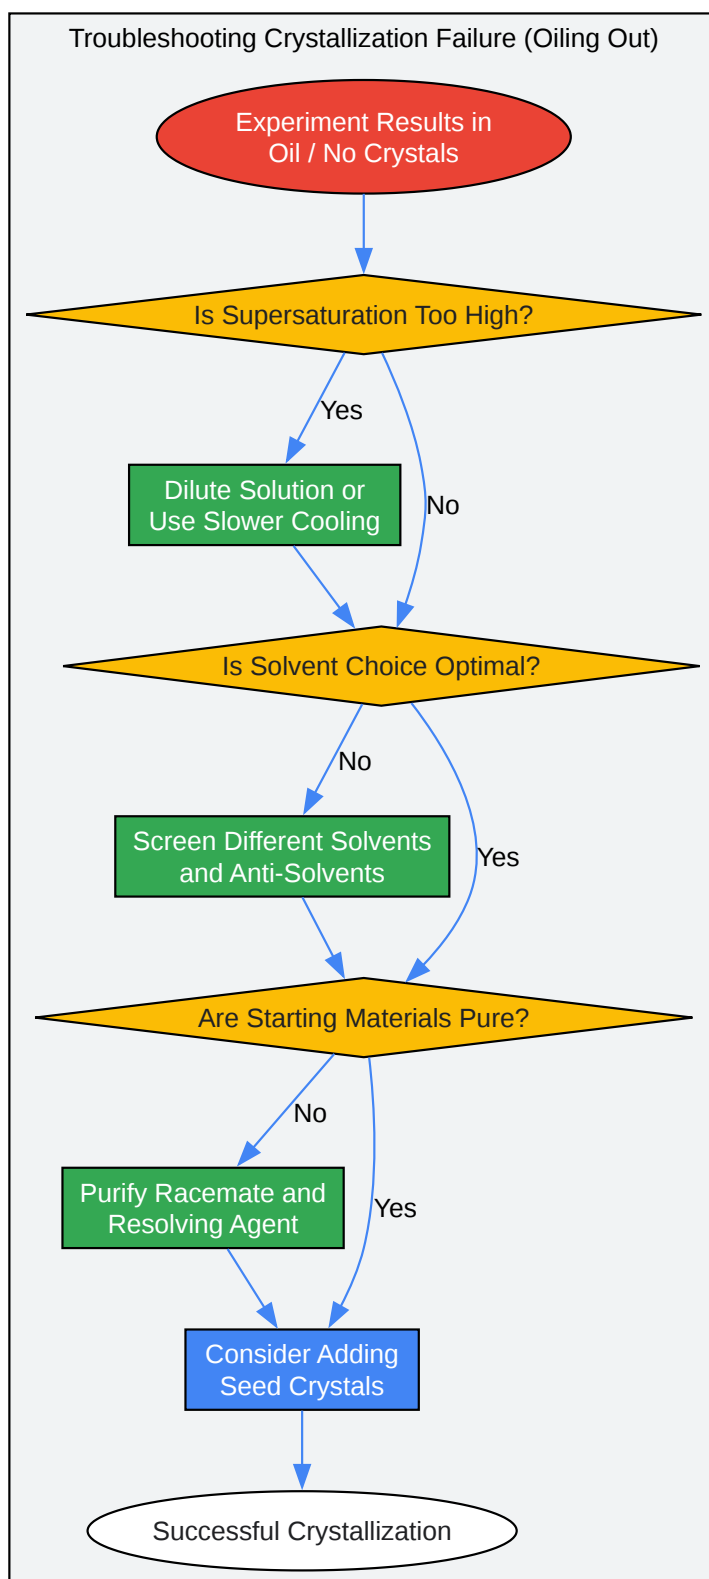 Troubleshooting Crystallization Failure (Oiling Out)
Experiment Results in
Oil / No Crystals
Is Supersaturation Too High?
Yes
Dilute Solution or
Use Slower Cooling
No
Is Solvent Choice Optimal?
No
Screen Different Solvents
and Anti-Solvents
Yes
Are Starting Materials Pure?
No
Purify Racemate and
Resolving Agent
Yes
Consider Adding
Seed Crystals
Successful Crystallization